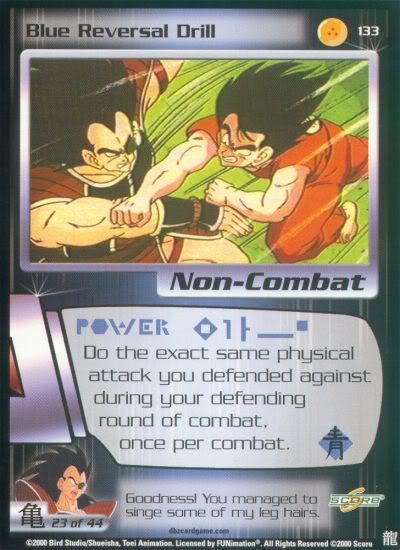 Blue Reversal Drill
133
Non-Combat
POWER
Do the exact same physical
attack you defended against
during your defending
round of combat,
once per combat.
青
Goodness! You managed to
singe some of my leg hairs.
SCORE
亀 23 of 44
dbzcardgame.com
©2000 Bird Studio/Shueisha, Toei Animation. Licensed by FUNimation®. All Rights Reserved ©2000 Score
龍